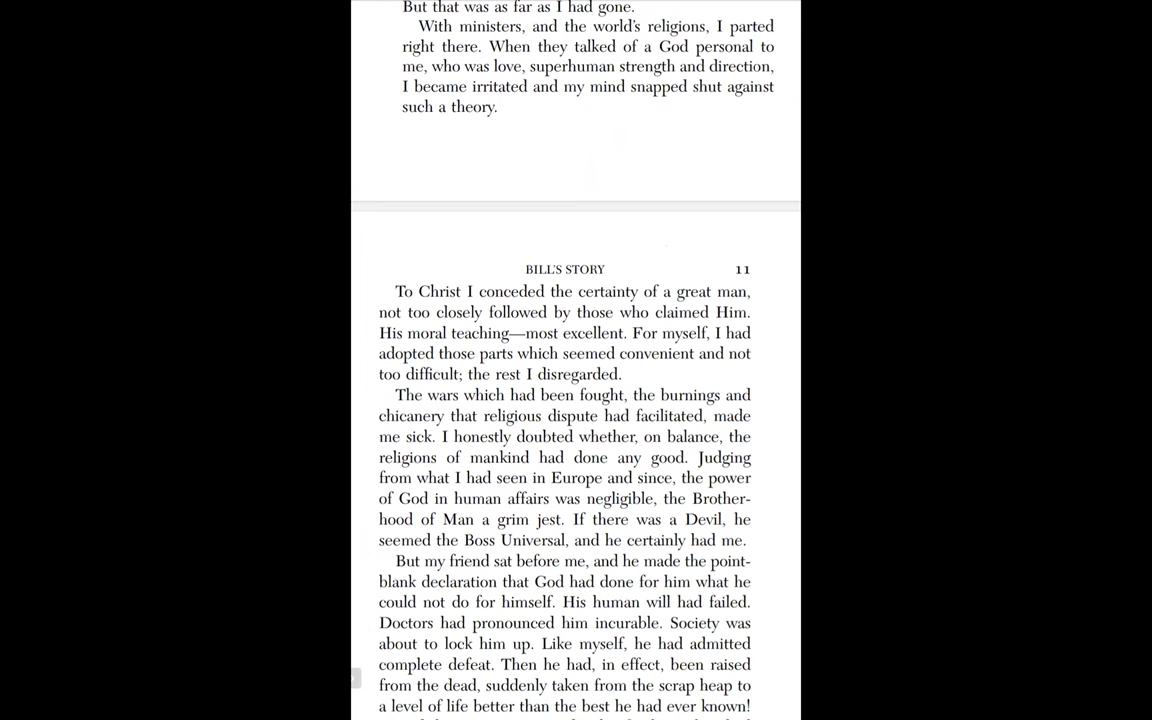 But that was as far as I had gone.
With ministers, and the world's religions, I parted
right there. When they talked of a God personal to
me, who was love, superhuman strength and direction,
I became irritated and my mind snapped shut against
such a theory.
BILL'S STORY 11
To Christ I conceded the certainty of a great man,
not too closely followed by those who claimed Him.
His moral teaching—most excellent. For myself, I had
adopted those parts which seemed convenient and not
too difficult; the rest I disregarded.
The wars which had been fought, the burnings and
chicanery that religious dispute had facilitated, made
me sick. I honestly doubted whether, on balance, the
religions of mankind had done any good. Judging
from what I had seen in Europe and since, the power
of God in human affairs was negligible, the Brother-
hood of Man a grim jest. If there was a Devil, he
seemed the Boss Universal, and he certainly had me.
But my friend sat before me, and he made the point-
blank declaration that God had done for him what he
could not do for himself. His human will had failed.
Doctors had pronounced him incurable. Society was
about to lock him up. Like myself, he had admitted
complete defeat. Then he had, in effect, been raised
from the dead, suddenly taken from the scrap heap to
a level of life better than the best he had ever known!